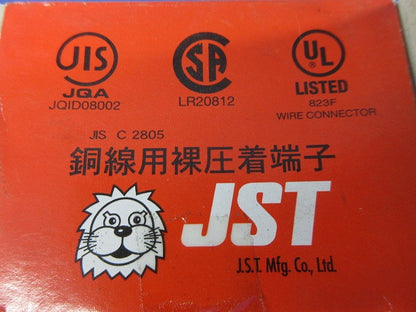 JIS
JQA
JQID08002
CSA
LR20812
UL
LISTED
823F
WIRE CONNECTOR
JIS C 2805
銅線用裸圧着端子
JST
J.S.T. Mfg. Co., Ltd.